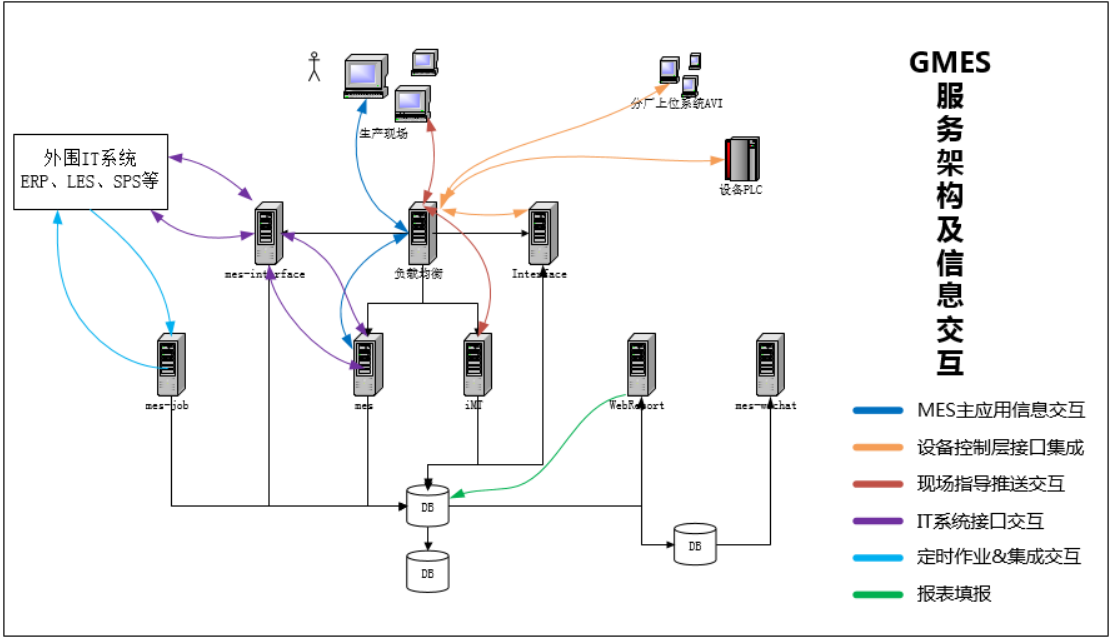 GMES
服务架构及信息交互
生产现场
分厂上位系统AVI
外围IT系统
ERP、LES、SPS等
设备PLC
mes-interface
负载均衡
Interface
mes-job
mes
iMT
WebReport
mes-wechat
DB
DB
DB
MES主应用信息交互
设备控制层接口集成
现场指导推送交互
IT系统接口交互
定时作业&集成交互
报表填报